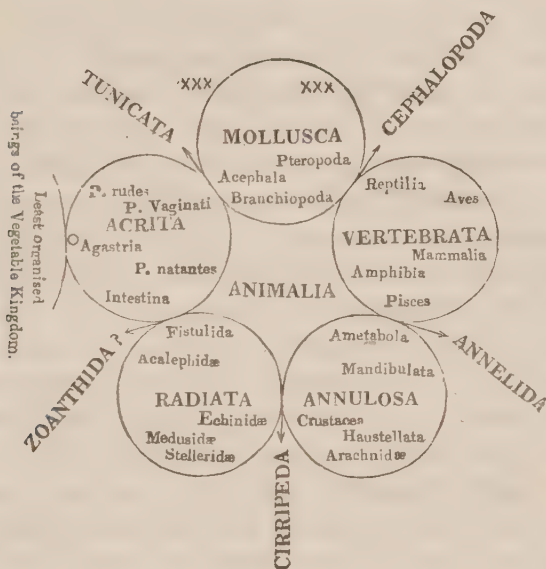 XXX XXX
MOLLUSCA
Pteropoda
Acephala
Branchiopoda
CEPHALOPODA
Reptilia
Aves
VERTEBRATA
Mammalia
Amphibia
Pisces
ANNELIDA
Ametabola
Mandibulata
ANNULOSA
Crustacea
Haustellata
Arachnidæ
CIRRIPEDA
Fistulida
Acalephidæ
RADIATA
Echinidæ
Medusidæ
Stelleridæ
ZOANTHIDA ?
P. rudes
P. Vaginati
ACRITA
Agastria
P. natantes
Intestina
TUNICATA
Least organised
beings of the Vegetable Kingdom.
ANIMALIA